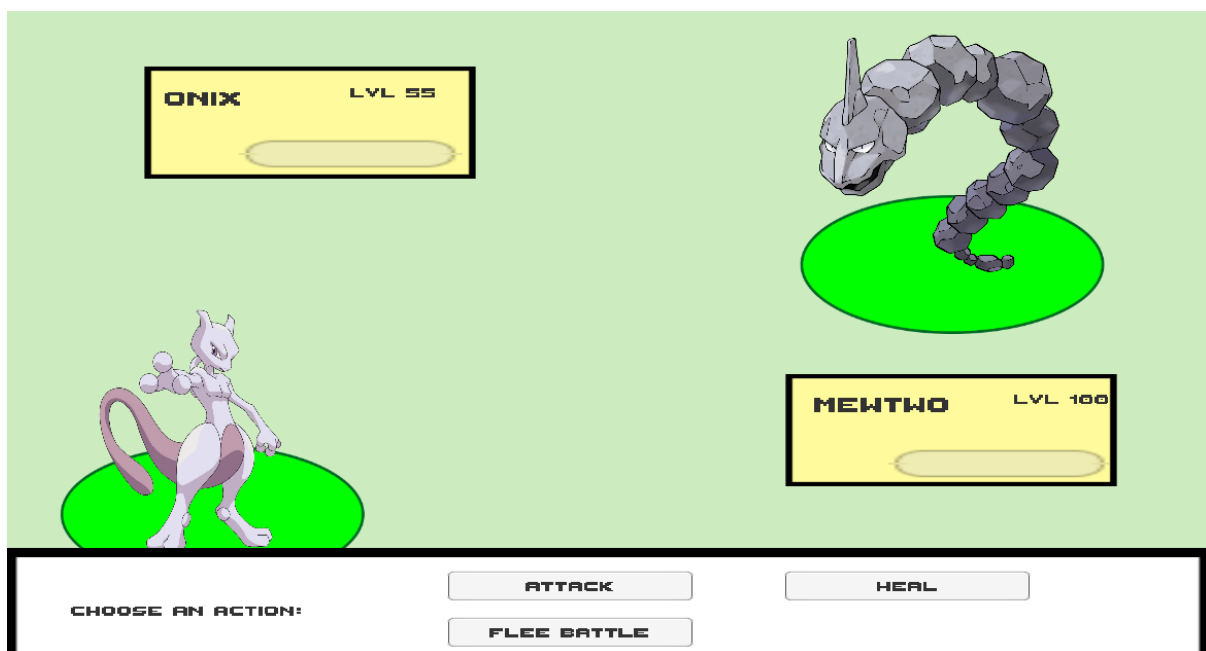 ONIX LVL 55
MEWTWO LVL 100
ATTACK HEAL
CHOOSE AN ACTION:
FLEE BATTLE